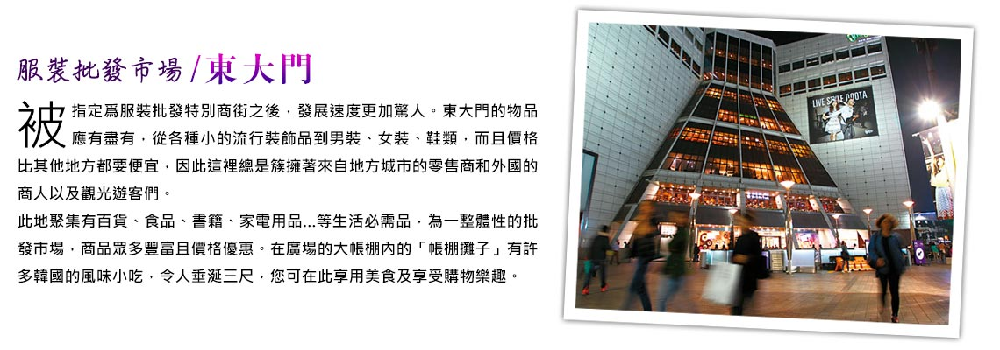 服裝批發市場/東大門
被指定爲服裝批發特別商街之後，發展速度更加驚人。東大門的物品
應有盡有，從各種小的流行裝飾品到男裝、女裝、鞋類，而且價格
比其他地方都要便宜，因此這裡總是簇擁著來自地方城市的零售商和外國的
商人以及觀光遊客們。
此地聚集有百貨、食品、書籍、家電用品...等生活必需品，為一整體性的批
發市場，商品眾多豐富且價格優惠。在廣場的大帳棚內的「帳棚攤子」有許
多韓國的風味小吃，令人垂涎三尺，您可在此享用美食及享受購物樂趣。
LIVE STYLE DOOTA